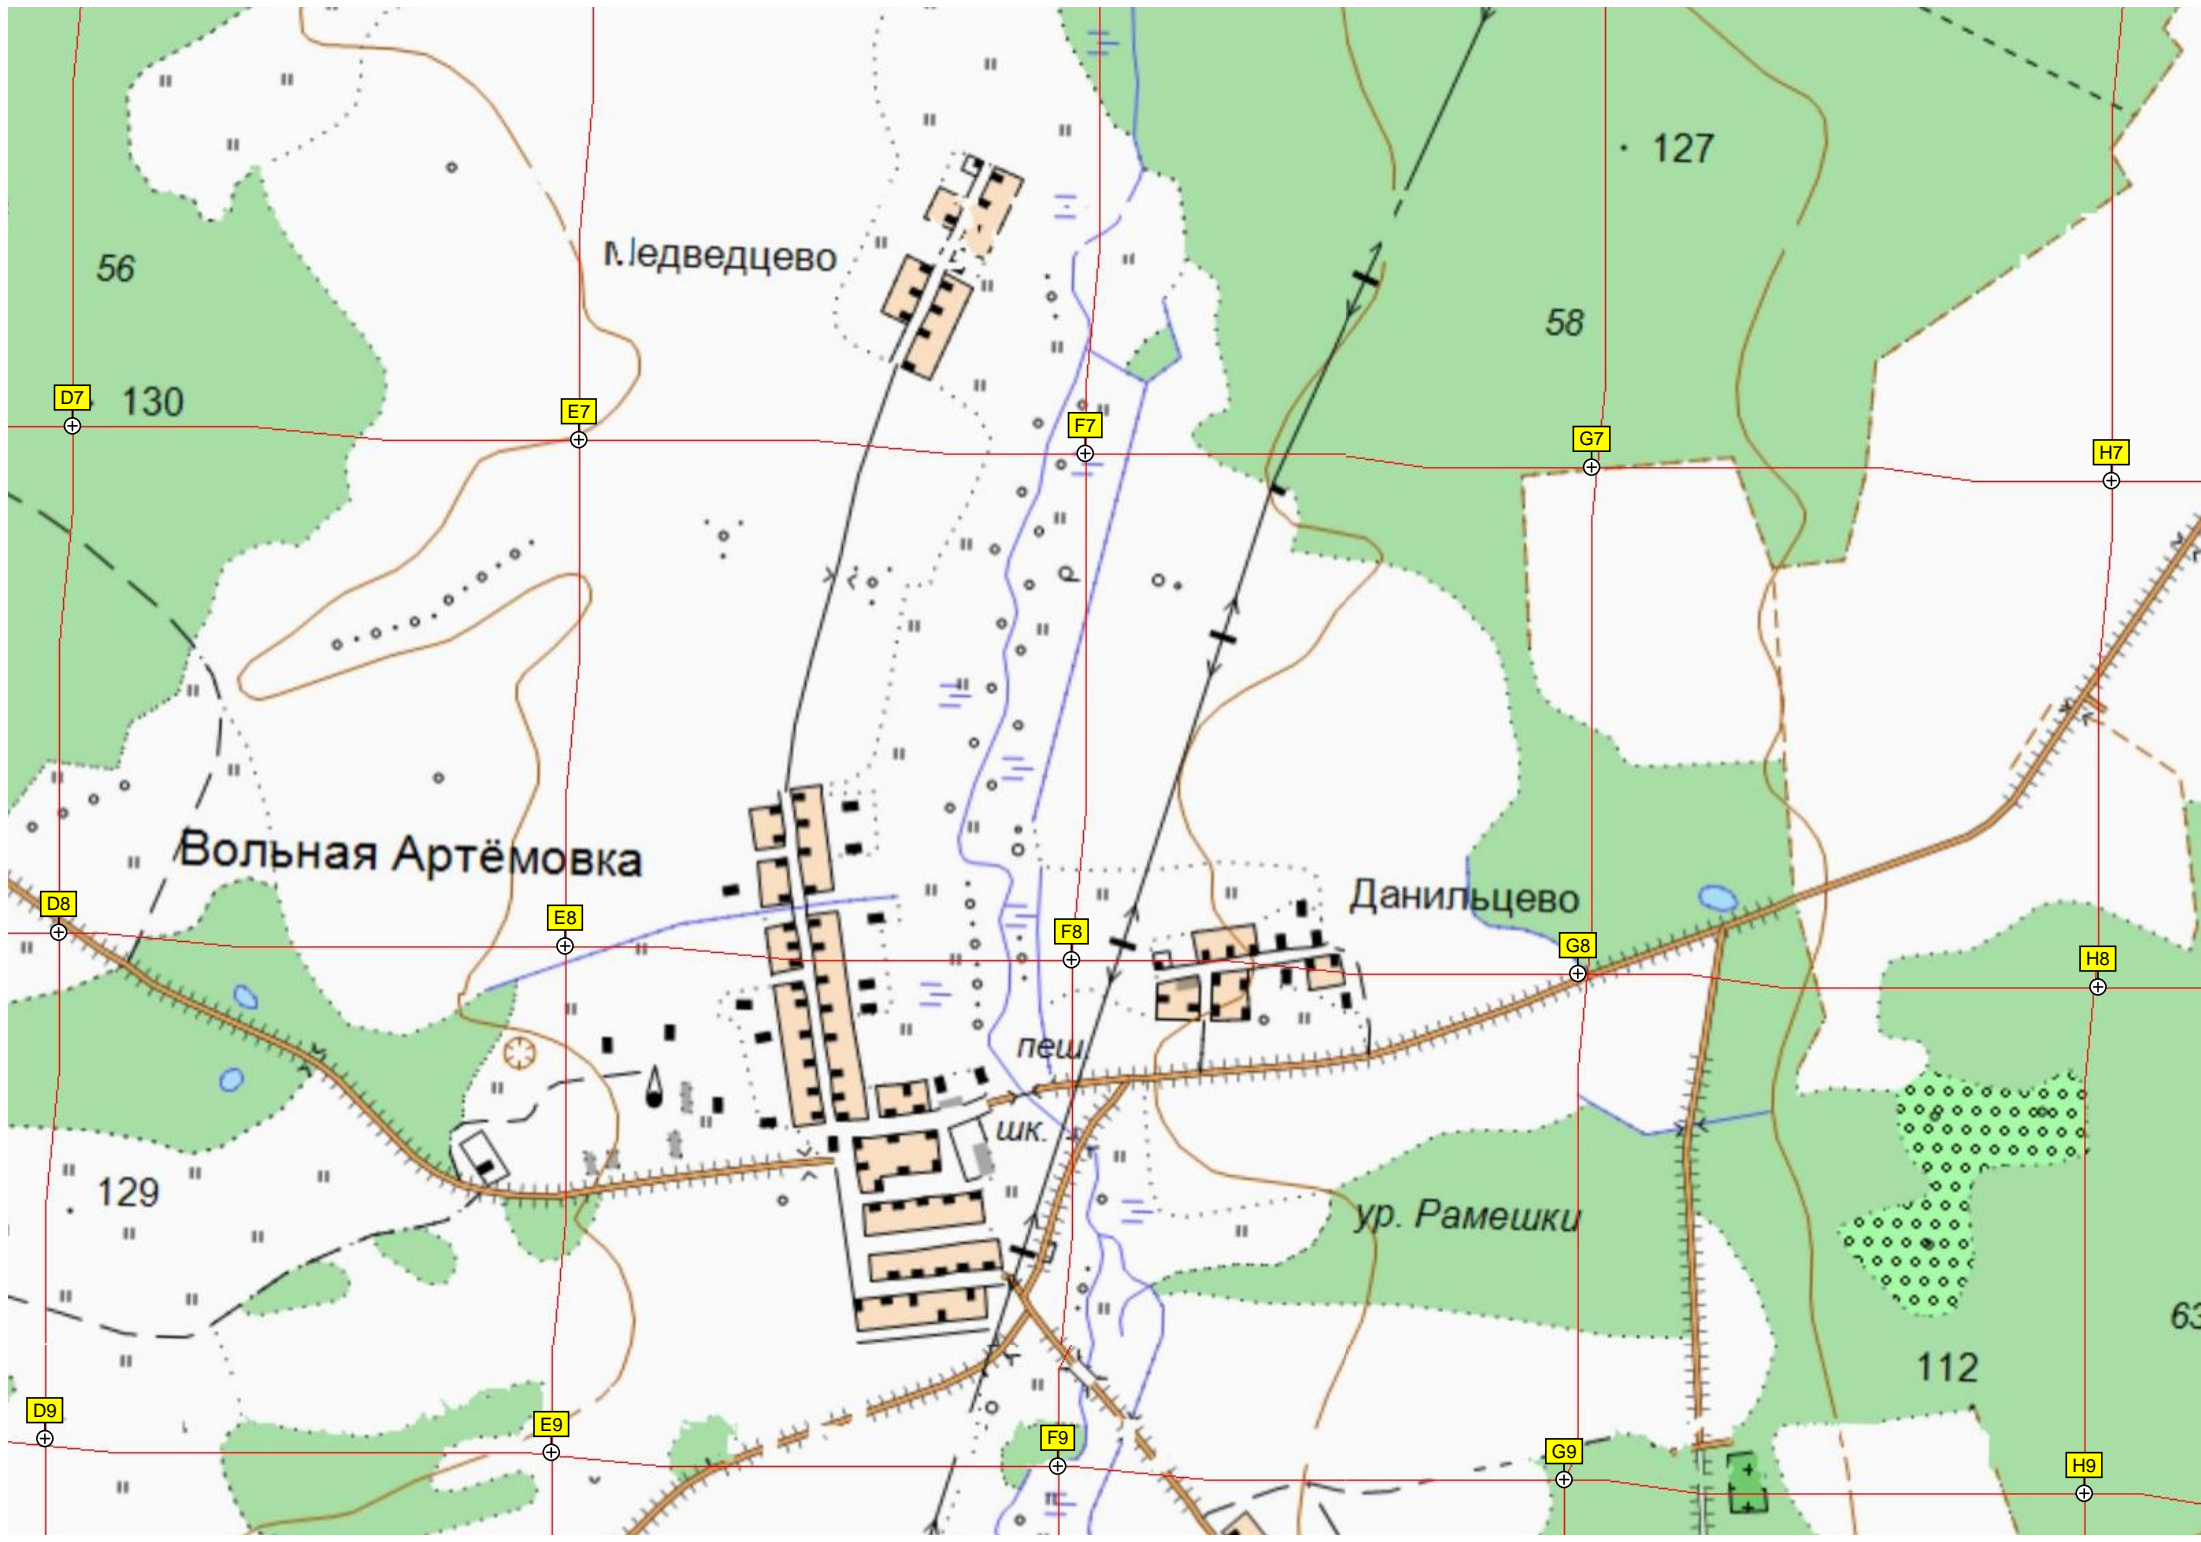 127
Медведцево
56
58
130
D7
E7
F7
G7
H7
Вольная Артёмовка
Данильцево
D8
E8
F8
G8
H8
пеш.
шк.
129
ур. Рамешки
63
112
D9
E9
F9
G9
H9